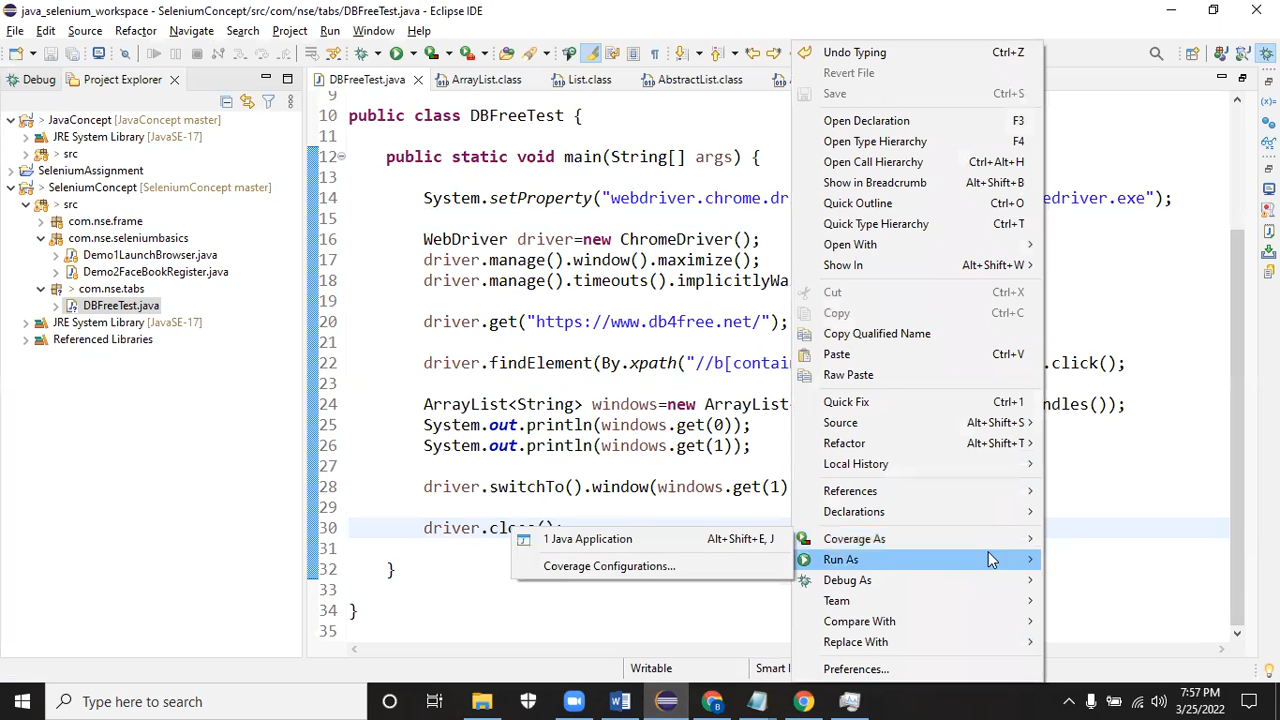 java_selenium_workspace - SeleniumConcept/src/com/nse/tabs/DBFreeTest.java - Eclipse IDE
File Edit Source Refactor Navigate Search Project Run Window Help
Debug Project Explorer
DBFreeTest.java ArrayList.class List.class AbstractList.class
> JavaConcept [JavaConcept master]
JRE System Library [JavaSE-17]
> src
SeleniumAssignment
> SeleniumConcept [SeleniumConcept master]
> src
com.nse.frame
com.nse.seleniumbasics
Demo1LaunchBrowser.java
Demo2FaceBookRegister.java
com.nse.tabs
DBFreeTest.java
JRE System Library [JavaSE-17]
Referenced Libraries
9
10 public class DBFreeTest {
11
12 public static void main(String[] args) {
13
14 System.setProperty("webdriver.chrome.dr edriver.exe");
15
16 WebDriver driver=new ChromeDriver();
17 driver.manage().window().maximize();
18 driver.manage().timeouts().implicitlyWa
19
20 driver.get("https://www.db4free.net/");
21
22 driver.findElement(By.xpath("//b[contai .click();
23
24 ArrayList<String> windows=new ArrayList ndles());
25 System.out.println(windows.get(0));
26 System.out.println(windows.get(1));
27
28 driver.switchTo().window(windows.get(1)
29
30 driver.close();
31
32 }
33
34 }
35
Undo Typing Ctrl+Z
Revert File
Save Ctrl+S
Open Declaration F3
Open Type Hierarchy F4
Open Call Hierarchy Ctrl+Alt+H
Show in Breadcrumb Alt+Shift+B
Quick Outline Ctrl+O
Quick Type Hierarchy Ctrl+T
Open With
Show In Alt+Shift+W
Cut Ctrl+X
Copy Ctrl+C
Copy Qualified Name
Paste Ctrl+V
Raw Paste
Quick Fix Ctrl+1
Source Alt+Shift+S
Refactor Alt+Shift+T
Local History
References
Declarations
Coverage As
Run As
Debug As
Team
Compare With
Replace With
Preferences...
1 Java Application Alt+Shift+E, J
Coverage Configurations...
Writable Smart I
Type here to search
7:57 PM
3/25/2022